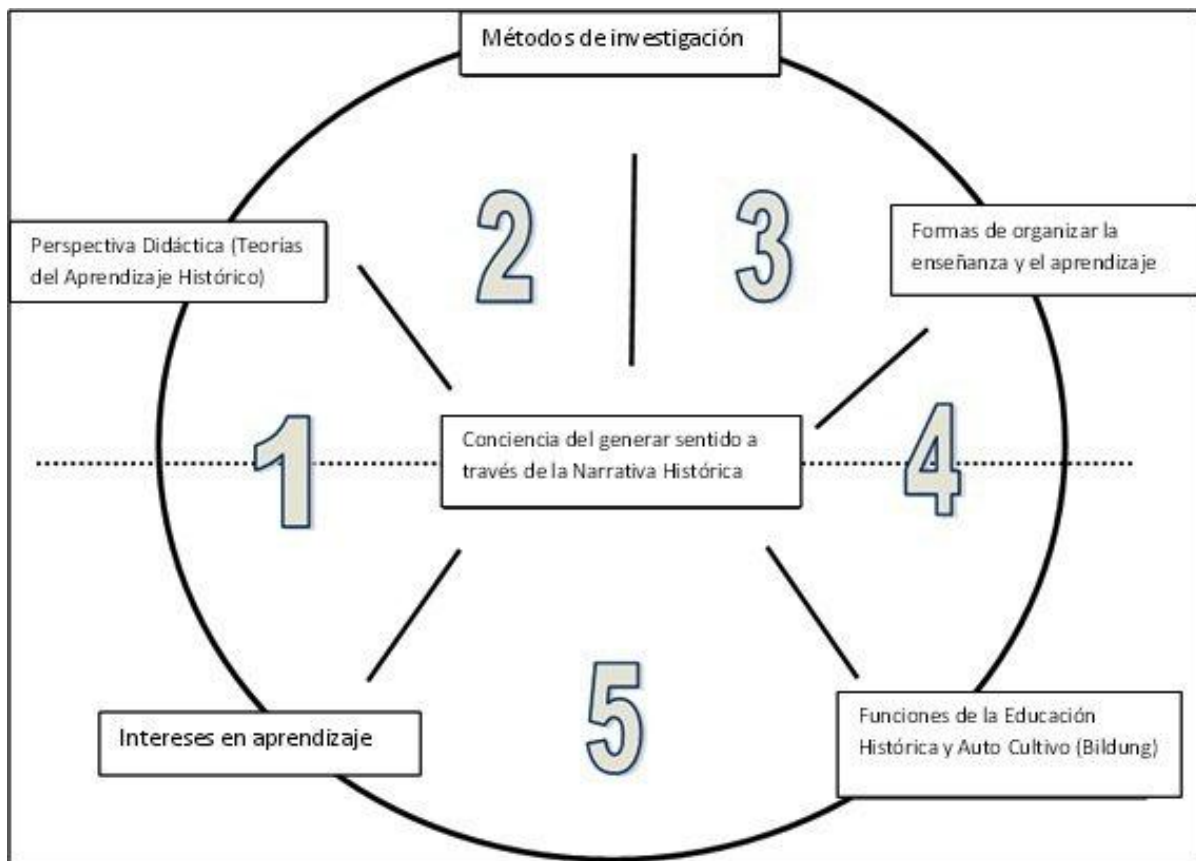 Métodos de investigación
2
3
Perspectiva Didáctica (Teorías
del Aprendizaje Histórico)
Formas de organizar la
enseñanza y el aprendizaje
1
Conciencia del generar sentido a
través de la Narrativa Histórica
4
5
Intereses en aprendizaje
Funciones de la Educación
Histórica y Auto Cultivo (Bildung)